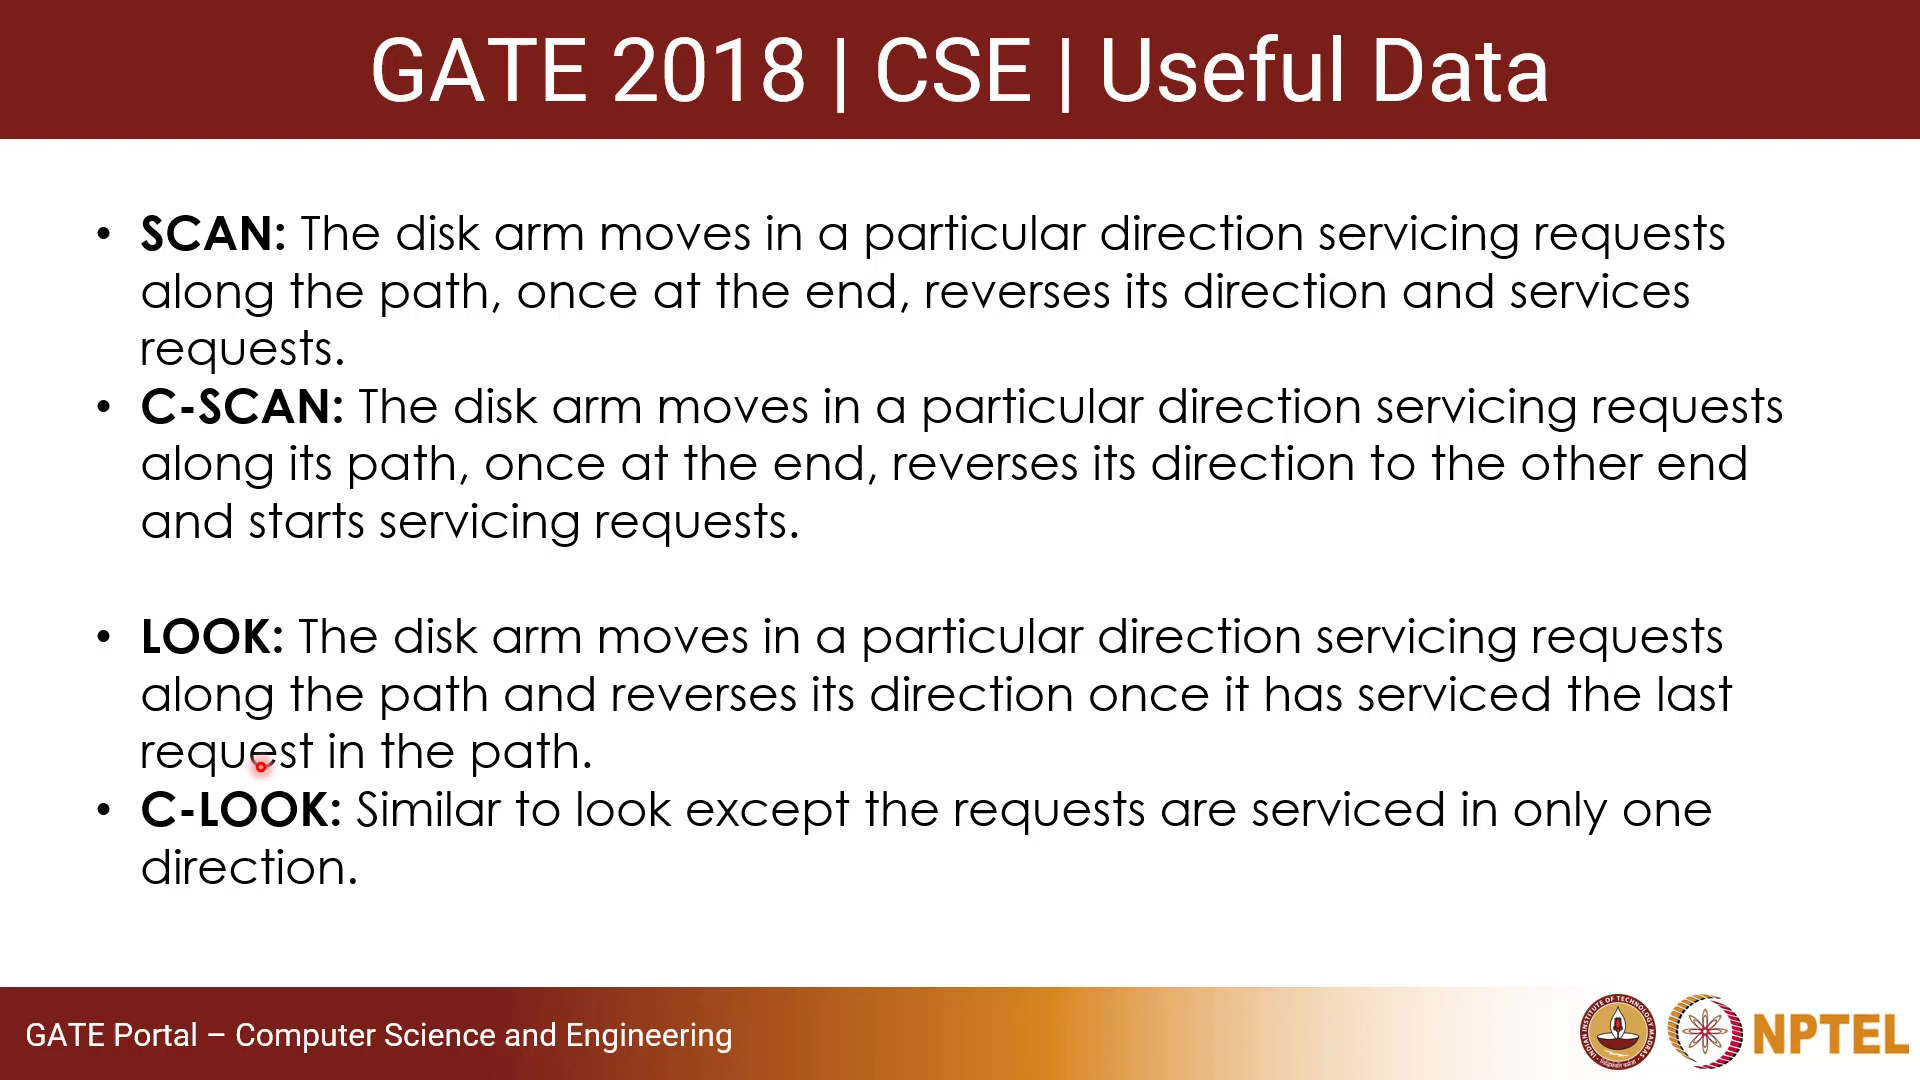 GATE 2018 | CSE | Useful Data
• SCAN: The disk arm moves in a particular direction servicing requests
along the path, once at the end, reverses its direction and services
requests.
• C-SCAN: The disk arm moves in a particular direction servicing requests
along its path, once at the end, reverses its direction to the other end
and starts servicing requests.
• LOOK: The disk arm moves in a particular direction servicing requests
along the path and reverses its direction once it has serviced the last
request in the path.
• C-LOOK: Similar to look except the requests are serviced in only one
direction.
GATE Portal – Computer Science and Engineering
INDIAN INSTITUTE OF TECHNOLOGY MADRAS
NPTEL